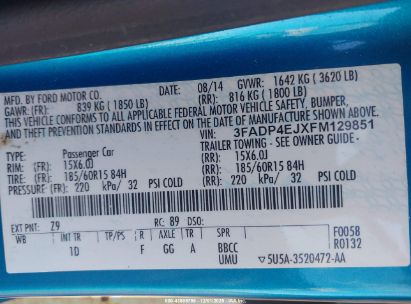 MFD. BY FORD MOTOR CO.
DATE: 08/14 GVWR: 1642 KG ( 3620 LB)
GAWR: (FR): 839 KG ( 1850 LB) (RR): 816 KG ( 1800 LB)
THIS VEHICLE CONFORMS TO ALL APPLICABLE FEDERAL MOTOR VEHICLE SAFETY, BUMPER,
AND THEFT PREVENTION STANDARDS IN EFFECT ON THE DATE OF MANUFACTURE SHOWN ABOVE.
VIN: 3FADP4EJXFM129851
TYPE: Passenger Car TRAILER TOWING - SEE OWNER GUIDE -
RIM: (FR): 15X6.0J (RR): 15X6.0J
TIRE: (FR): 185/60R15 84H (RR): 185/60R15 84H
PRESSURE (FR): 220 kPa/ 32 PSI COLD (RR): 220 kPa/ 32 PSI COLD
EXT PNT: Z9 RC: 89 DSO: F0058
WB INT TR TP/PS R AXLE TR SPR R0132
1D F GG A BBCC
UMU ▽5U5A-3520472-AA